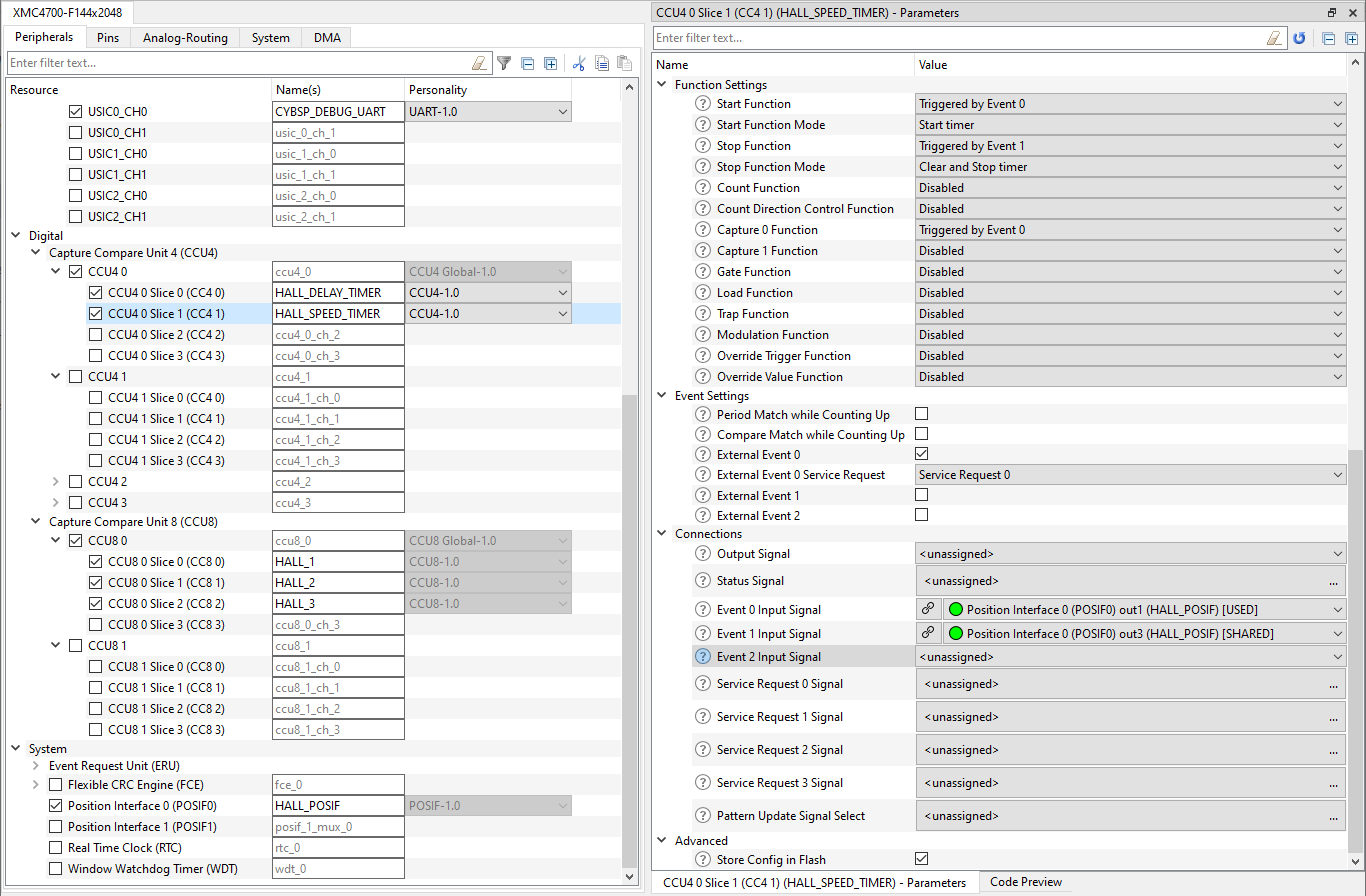 XMC4700-F144x2048
Peripherals Pins Analog-Routing System DMA
Enter filter text...
Resource Name(s) Personality
USIC0_CH0 CYBSP_DEBUG_UART UART-1.0
USIC0_CH1 usic_0_ch_1
USIC1_CH0 usic_1_ch_0
USIC1_CH1 usic_1_ch_1
USIC2_CH0 usic_2_ch_0
USIC2_CH1 usic_2_ch_1
Digital
Capture Compare Unit 4 (CCU4)
CCU4 0 ccu4_0 CCU4 Global-1.0
CCU4 0 Slice 0 (CC4 0) HALL_DELAY_TIMER CCU4-1.0
CCU4 0 Slice 1 (CC4 1) HALL_SPEED_TIMER CCU4-1.0
CCU4 0 Slice 2 (CC4 2) ccu4_0_ch_2
CCU4 0 Slice 3 (CC4 3) ccu4_0_ch_3
CCU4 1 ccu4_1
CCU4 1 Slice 0 (CC4 0) ccu4_1_ch_0
CCU4 1 Slice 1 (CC4 1) ccu4_1_ch_1
CCU4 1 Slice 2 (CC4 2) ccu4_1_ch_2
CCU4 1 Slice 3 (CC4 3) ccu4_1_ch_3
CCU4 2 ccu4_2
CCU4 3 ccu4_3
Capture Compare Unit 8 (CCU8)
CCU8 0 ccu8_0 CCU8 Global-1.0
CCU8 0 Slice 0 (CC8 0) HALL_1 CCU8-1.0
CCU8 0 Slice 1 (CC8 1) HALL_2 CCU8-1.0
CCU8 0 Slice 2 (CC8 2) HALL_3 CCU8-1.0
CCU8 0 Slice 3 (CC8 3) ccu8_0_ch_3
CCU8 1 ccu8_1
CCU8 1 Slice 0 (CC8 0) ccu8_1_ch_0
CCU8 1 Slice 1 (CC8 1) ccu8_1_ch_1
CCU8 1 Slice 2 (CC8 2) ccu8_1_ch_2
CCU8 1 Slice 3 (CC8 3) ccu8_1_ch_3
System
Event Request Unit (ERU)
Flexible CRC Engine (FCE) fce_0
Position Interface 0 (POSIF0) HALL_POSIF POSIF-1.0
Position Interface 1 (POSIF1) posif_1_mux_0
Real Time Clock (RTC) rtc_0
Window Watchdog Timer (WDT) wdt_0
CCU4 0 Slice 1 (CC4 1) (HALL_SPEED_TIMER) - Parameters
Enter filter text...
Name Value
Function Settings
Start Function Triggered by Event 0
Start Function Mode Start timer
Stop Function Triggered by Event 1
Stop Function Mode Clear and Stop timer
Count Function Disabled
Count Direction Control Function Disabled
Capture 0 Function Triggered by Event 0
Capture 1 Function Disabled
Gate Function Disabled
Load Function Disabled
Trap Function Disabled
Modulation Function Disabled
Override Trigger Function Disabled
Override Value Function Disabled
Event Settings
Period Match while Counting Up
Compare Match while Counting Up
External Event 0
External Event 0 Service Request Service Request 0
External Event 1
External Event 2
Connections
Output Signal <unassigned>
Status Signal <unassigned> ...
Event 0 Input Signal Position Interface 0 (POSIF0) out1 (HALL_POSIF) [USED]
Event 1 Input Signal Position Interface 0 (POSIF0) out3 (HALL_POSIF) [SHARED]
Event 2 Input Signal <unassigned>
Service Request 0 Signal <unassigned> ...
Service Request 1 Signal <unassigned> ...
Service Request 2 Signal <unassigned> ...
Service Request 3 Signal <unassigned> ...
Pattern Update Signal Select <unassigned> ...
Advanced
Store Config in Flash
CCU4 0 Slice 1 (CC4 1) (HALL_SPEED_TIMER) - Parameters Code Preview